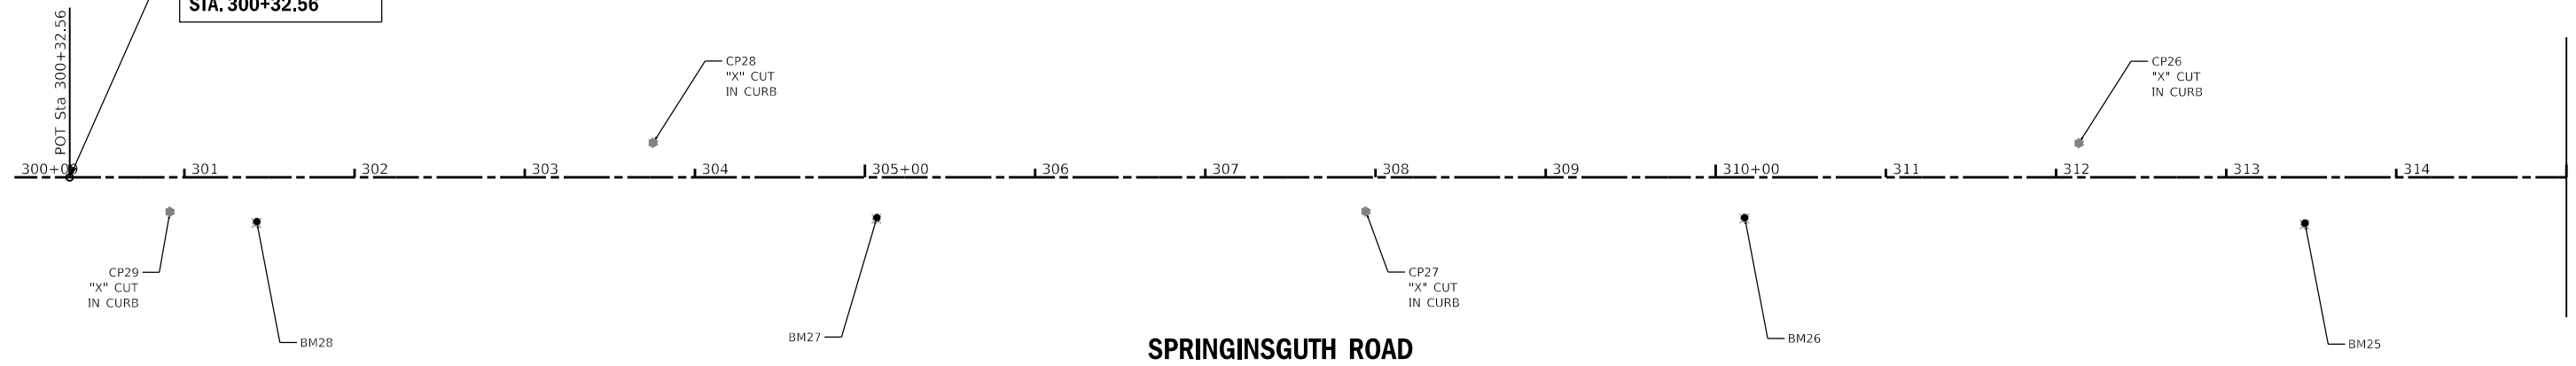 STA. 300+32.56
POT Sta 300+32.56
CP28
"X" CUT
IN CURB
CP26
"X" CUT
IN CURB
300+00 301 302 303 304 305+00 306 307 308 309 310+00 311 312 313 314
CP29
"X" CUT
IN CURB
CP27
"X" CUT
IN CURB
BM28
BM27
BM26
BM25
SPRINGINSGUTH ROAD